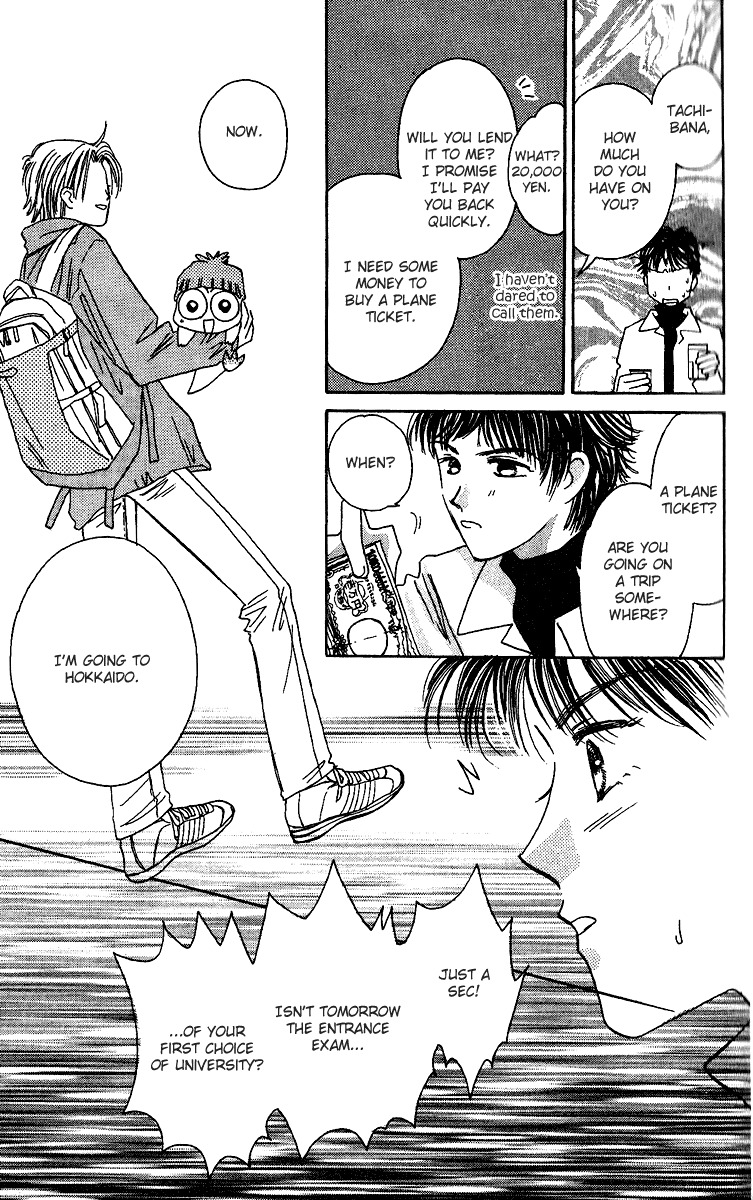 TACHI-
BANA,
HOW
MUCH
DO YOU
HAVE ON
YOU?
WHAT?
20,000
YEN.
WILL YOU LEND
IT TO ME?
I PROMISE
I'LL PAY
YOU BACK
QUICKLY.
I NEED SOME
MONEY TO
BUY A PLANE
TICKET.
I haven't
dared to
call them.
A PLANE
TICKET?
ARE YOU
GOING ON
A TRIP
SOME-
WHERE?
WHEN?
NOW.
I'M GOING TO
HOKKAIDO.
JUST A
SEC!
ISN'T TOMORROW
THE ENTRANCE
EXAM...
...OF YOUR
FIRST CHOICE
OF UNIVERSITY?